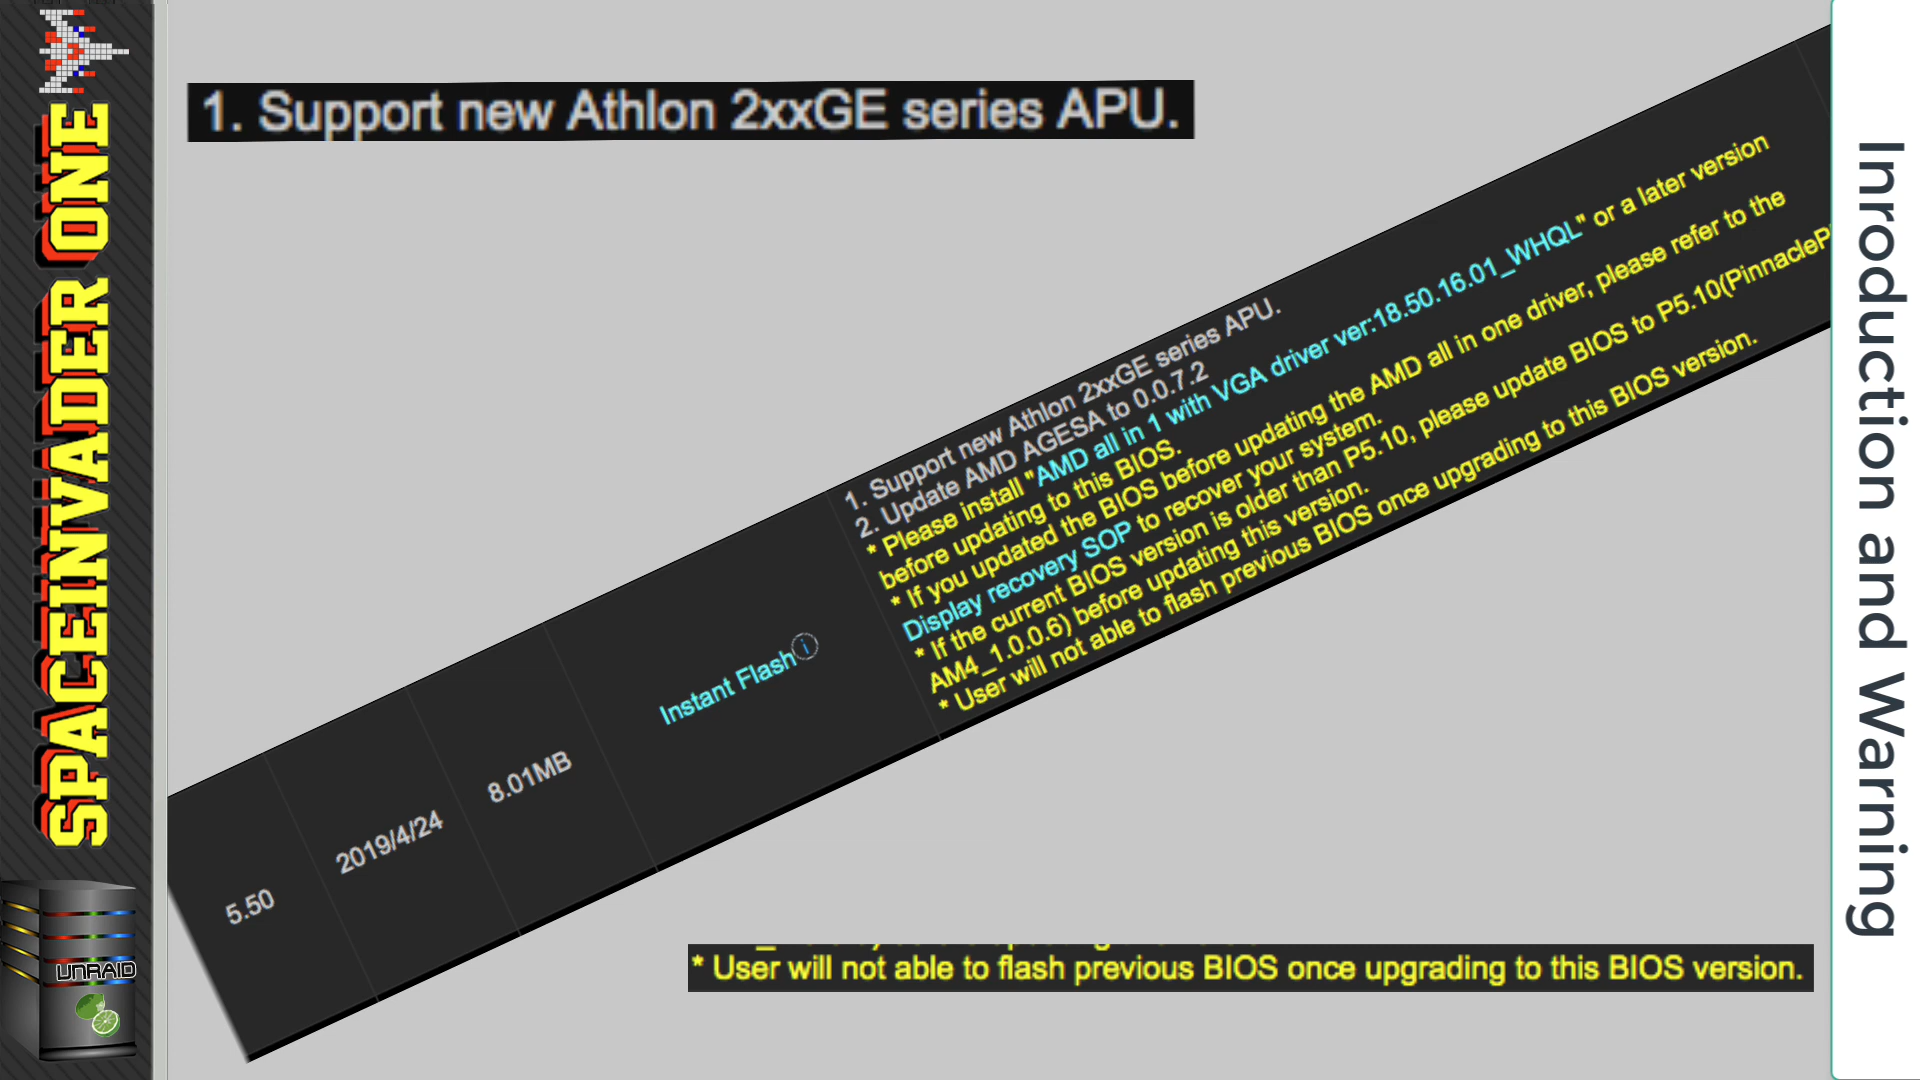 SPACEINVADER ONE
UNRAID
1. Support new Athlon 2xxGE series APU.
5.50
2019/4/24
8.01MB
Instant Flash
1. Support new Athlon 2xxGE series APU.
2. Update AMD AGESA to 0.0.7.2
* Please install "AMD all in 1 with VGA driver ver:18.50.16.01_WHQL" or a later version
before updating to this BIOS.
* If you updated the BIOS before updating the AMD all in one driver, please refer to the
Display recovery SOP to recover your system.
* If the current BIOS version is older than P5.10, please update BIOS to P5.10(PinnacleP
AM4_1.0.0.6) before updating this version.
* User will not able to flash previous BIOS once upgrading to this BIOS version.
* User will not able to flash previous BIOS once upgrading to this BIOS version.
Inroduction and Warning